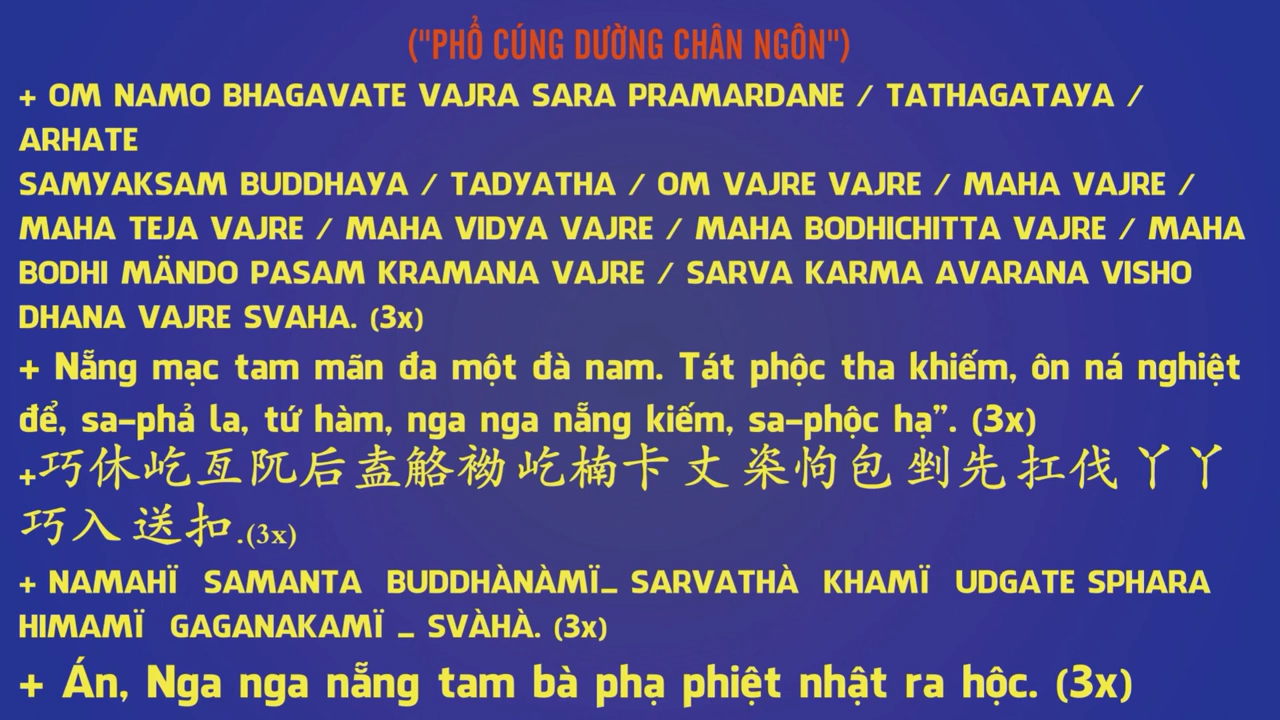 ("PHỔ CÚNG DƯỜNG CHÂN NGÔN")
+ OM NAMO BHAGAVATE VAJRA SARA PRAMARDANE / TATHAGATAYA /
ARHATE
SAMYAKSAM BUDDHAYA / TADYATHA / OM VAJRE VAJRE / MAHA VAJRE /
MAHA TEJA VAJRE / MAHA VIDYA VAJRE / MAHA BODHICHITTA VAJRE / MAHA
BODHI MÄNDO PASAM KRAMANA VAJRE / SARVA KARMA AVARANA VISHO
DHANA VAJRE SVAHA. (3x)
+ Nẵng mạc tam mãn đa một đà nam. Tát phộc tha khiếm, ôn ná nghiệt
để, sa-phả la, tứ hàm, nga nga nẵng kiếm, sa-phộc hạ”. (3x)
+巧休屹亙阢后盍觡袎屹楠卡丈粢怐包剉先扛伐丫丫
巧入送扣.(3x)
+ NAMAHÏ SAMANTA BUDDHÀNÀMÏ_ SARVATHÀ KHAMÏ UDGATE SPHARA
HIMAMÏ GAGANAKAMÏ _ SVÀHÀ. (3x)
+ Án, Nga nga nẵng tam bà phạ phiệt nhật ra hộc. (3x)